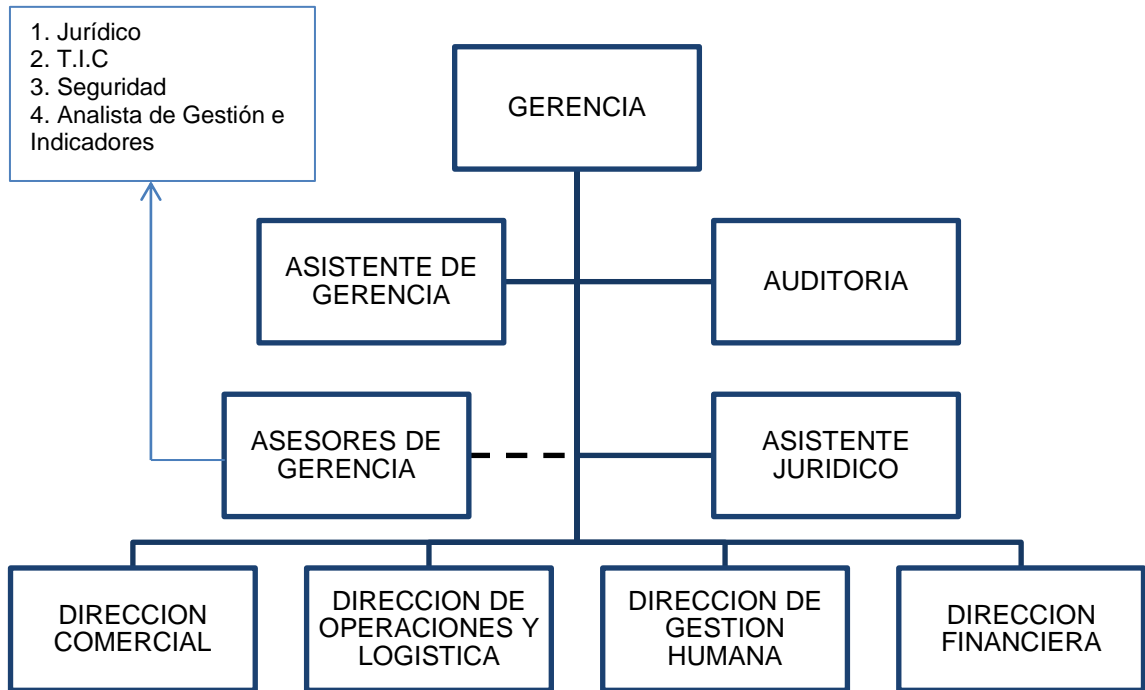 1. Jurídico
2. T.I.C
3. Seguridad
4. Analista de Gestión e
Indicadores
GERENCIA
ASISTENTE DE
GERENCIA
AUDITORIA
ASESORES DE
GERENCIA
ASISTENTE
JURIDICO
DIRECCION
COMERCIAL
DIRECCION DE
OPERACIONES Y
LOGISTICA
DIRECCION DE
GESTION
HUMANA
DIRECCION
FINANCIERA